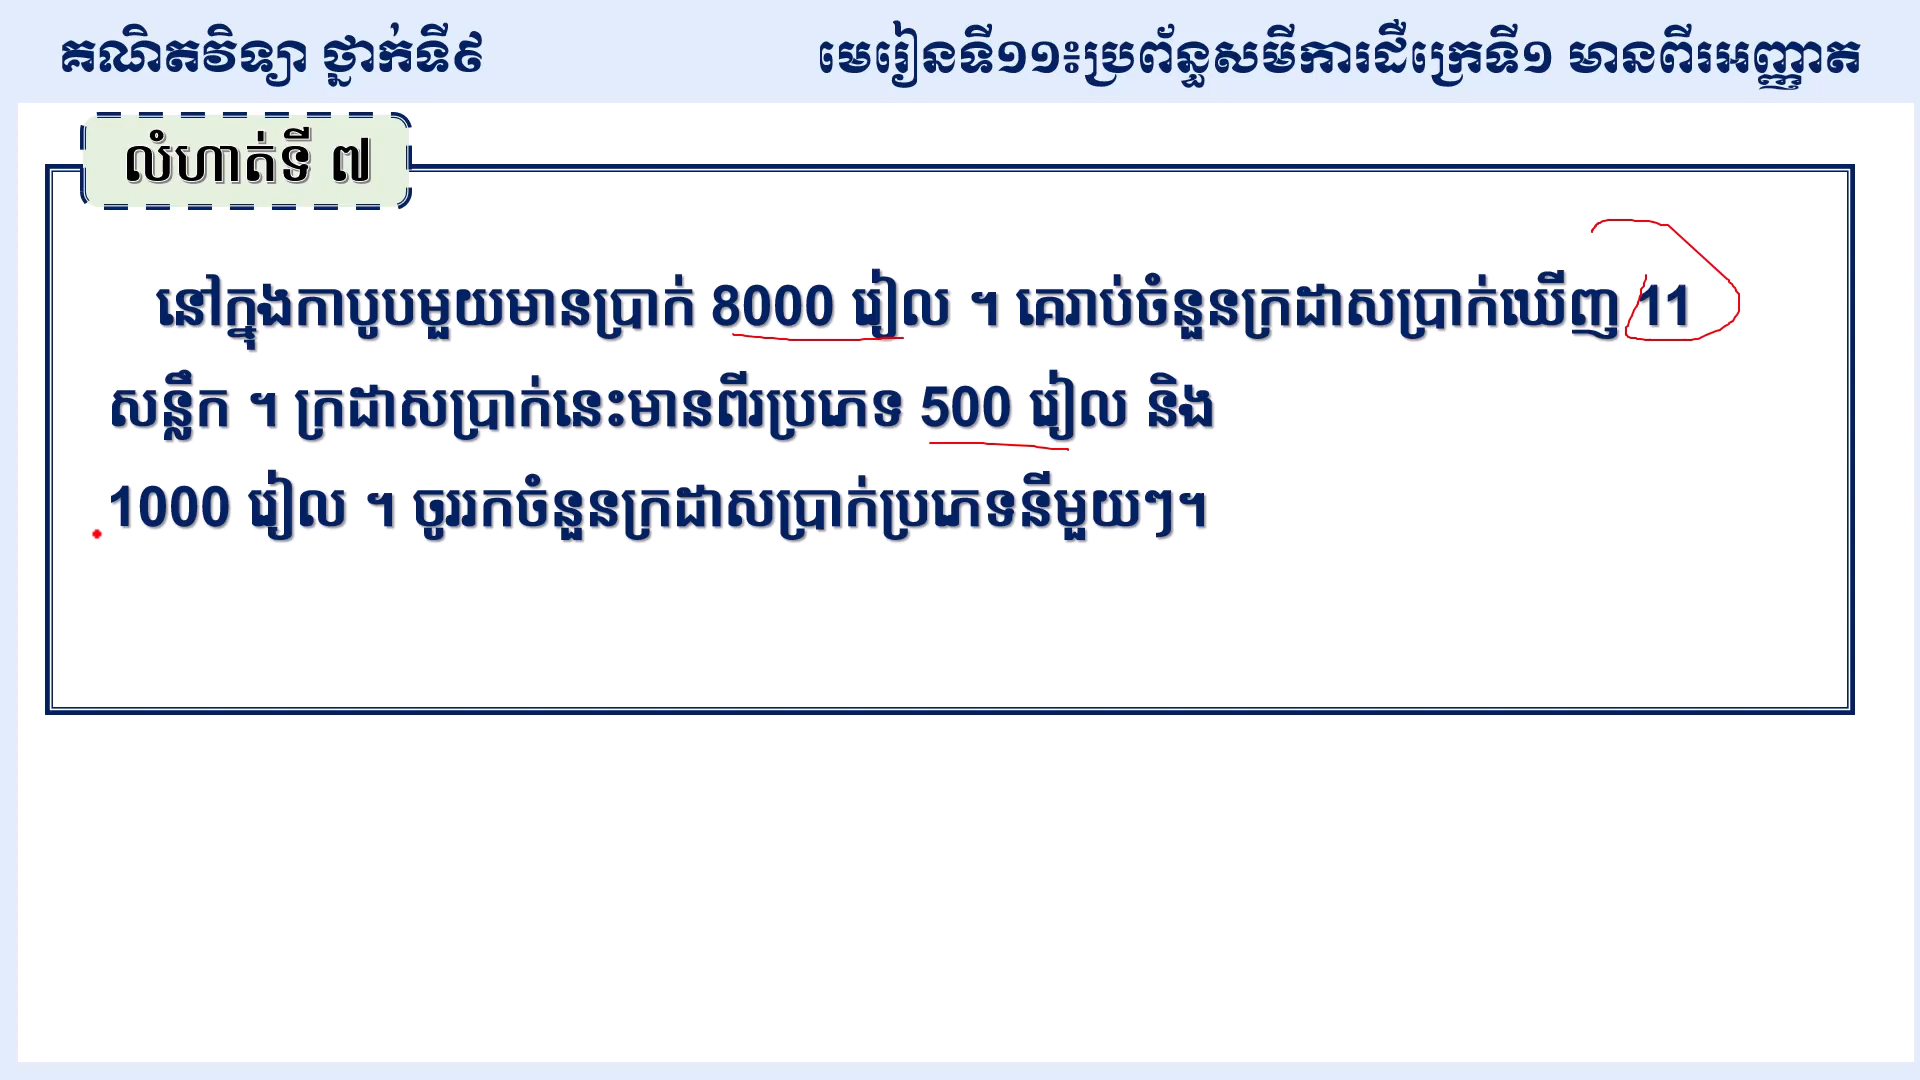 គណិតវិទ្យា ថ្នាក់ទី៩
មេរៀនទី១១៖ប្រព័ន្ធសមីការដឺក្រេទី១ មានពីរអញ្ញាត
លំហាត់ទី ៧
នៅក្នុងកាបូបមួយមានប្រាក់ 8000 រៀល ។ គេរាប់ចំនួនក្រដាសប្រាក់ឃើញ 11
សន្លឹក ។ ក្រដាសប្រាក់នេះមានពីរប្រភេទ 500 រៀល និង
1000 រៀល ។ ចូររកចំនួនក្រដាសប្រាក់ប្រភេទនីមួយៗ។